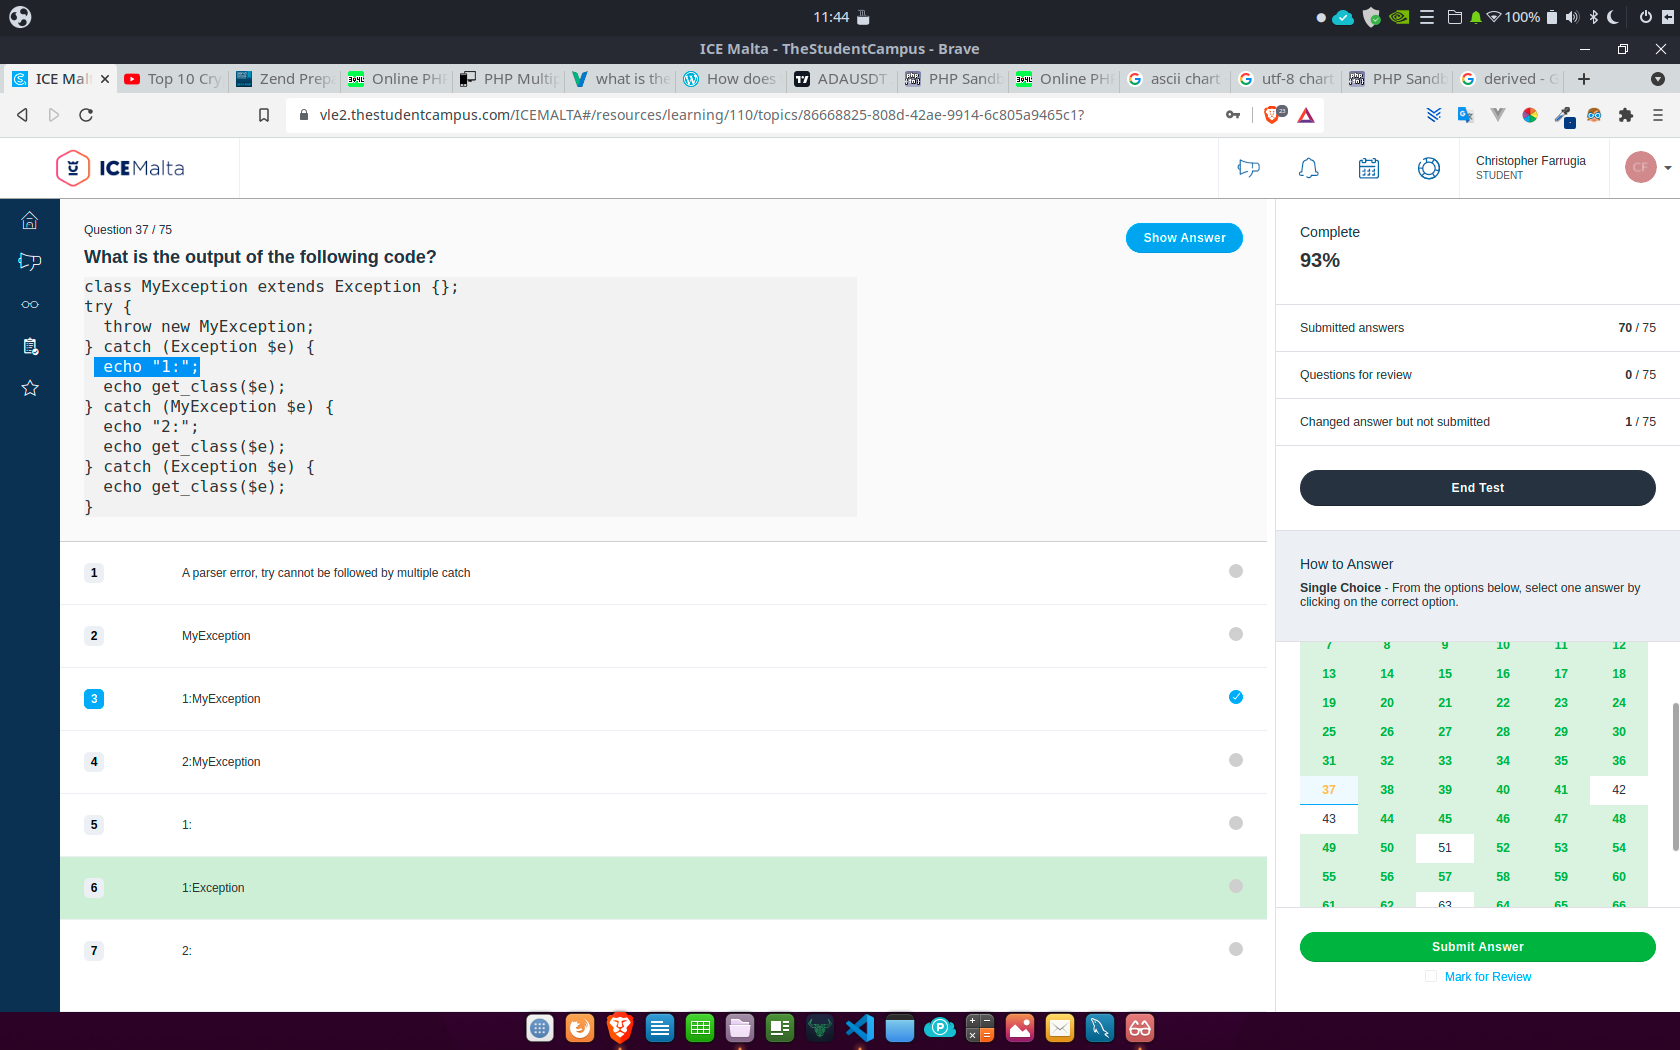 11:44
100%
ICE Malta - TheStudentCampus - Brave
ICE Mal
Top 10 Cry
Zend Prep
Online PH
PHP Multip
what is the
How does
ADAUSDT
PHP Sandb
Online PH
ascii chart
utf-8 chart
PHP Sandb
derived - G
vle2.thestudentcampus.com/ICEMALTA#/resources/learning/110/topics/86668825-808d-42ae-9914-6c805a9465c1?
ICEMalta
Christopher Farrugia
STUDENT
CF
Question 37 / 75
Show Answer
What is the output of the following code?
class MyException extends Exception {};
try {
  throw new MyException;
} catch (Exception $e) {
  echo "1:";
  echo get_class($e);
} catch (MyException $e) {
  echo "2:";
  echo get_class($e);
} catch (Exception $e) {
  echo get_class($e);
}
1 A parser error, try cannot be followed by multiple catch
2 MyException
3 1:MyException
4 2:MyException
5 1:
6 1:Exception
7 2:
Complete
93%
Submitted answers 70 / 75
Questions for review 0 / 75
Changed answer but not submitted 1 / 75
End Test
How to Answer
Single Choice - From the options below, select one answer by
clicking on the correct option.
7 8 9 10 11 12
13 14 15 16 17 18
19 20 21 22 23 24
25 26 27 28 29 30
31 32 33 34 35 36
37 38 39 40 41 42
43 44 45 46 47 48
49 50 51 52 53 54
55 56 57 58 59 60
61 62 63 64 65 66
Submit Answer
Mark for Review